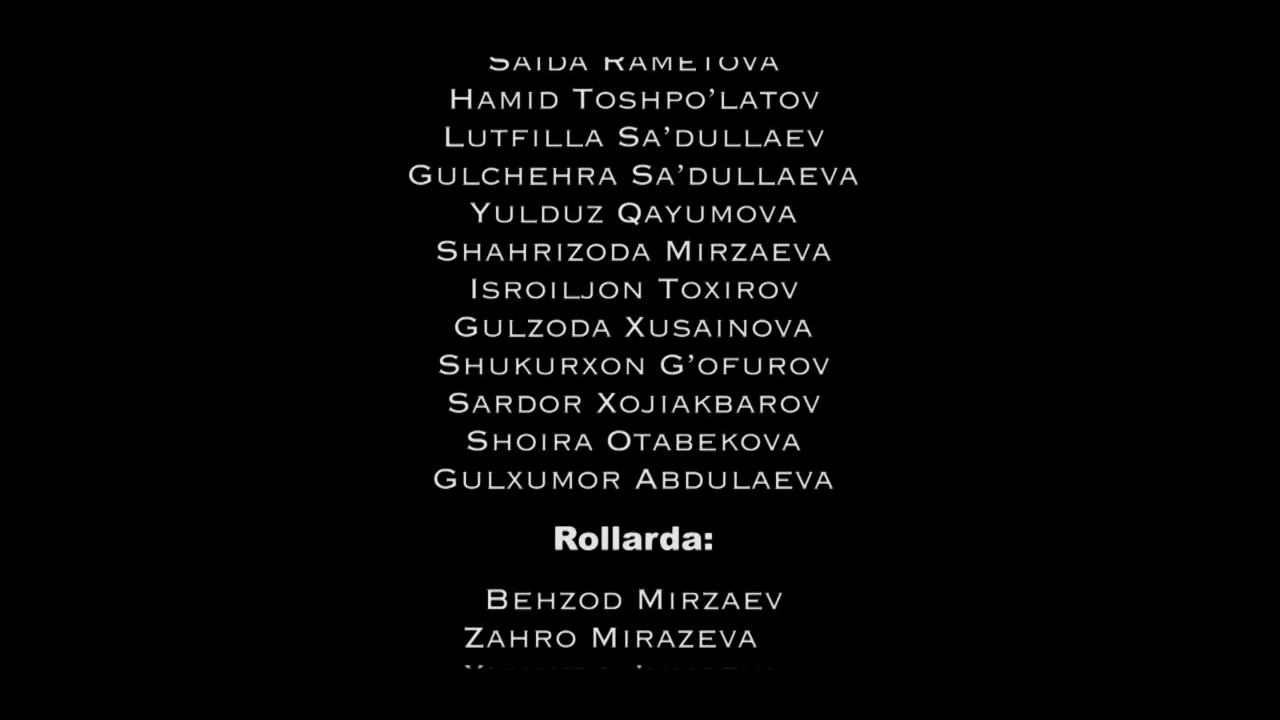 Saida Rametova
Hamid Toshpo’latov
Lutfilla Sa’dullaev
Gulchehra Sa’dullaeva
Yulduz Qayumova
Shahrizoda Mirzaeva
Isroiljon Toxirov
Gulzoda Xusainova
Shukurxon G’ofurov
Sardor Xojiakbarov
Shoira Otabekova
Gulxumor Abdulaeva
Rollarda:
Behzod Mirzaev
Zahro Mirazeva